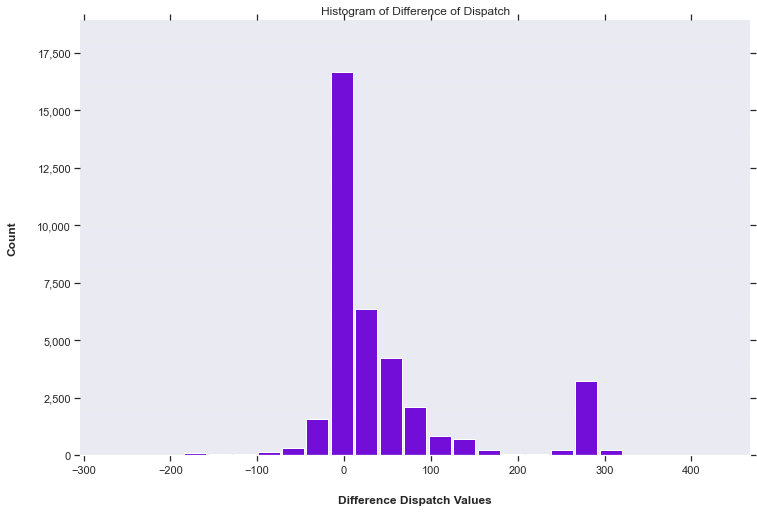 Histogram of Difference of Dispatch
17,500
15,000
12,500
10,000
7,500
5,000
2,500
0
Count
−300 −200 −100 0 100 200 300 400
Difference Dispatch Values